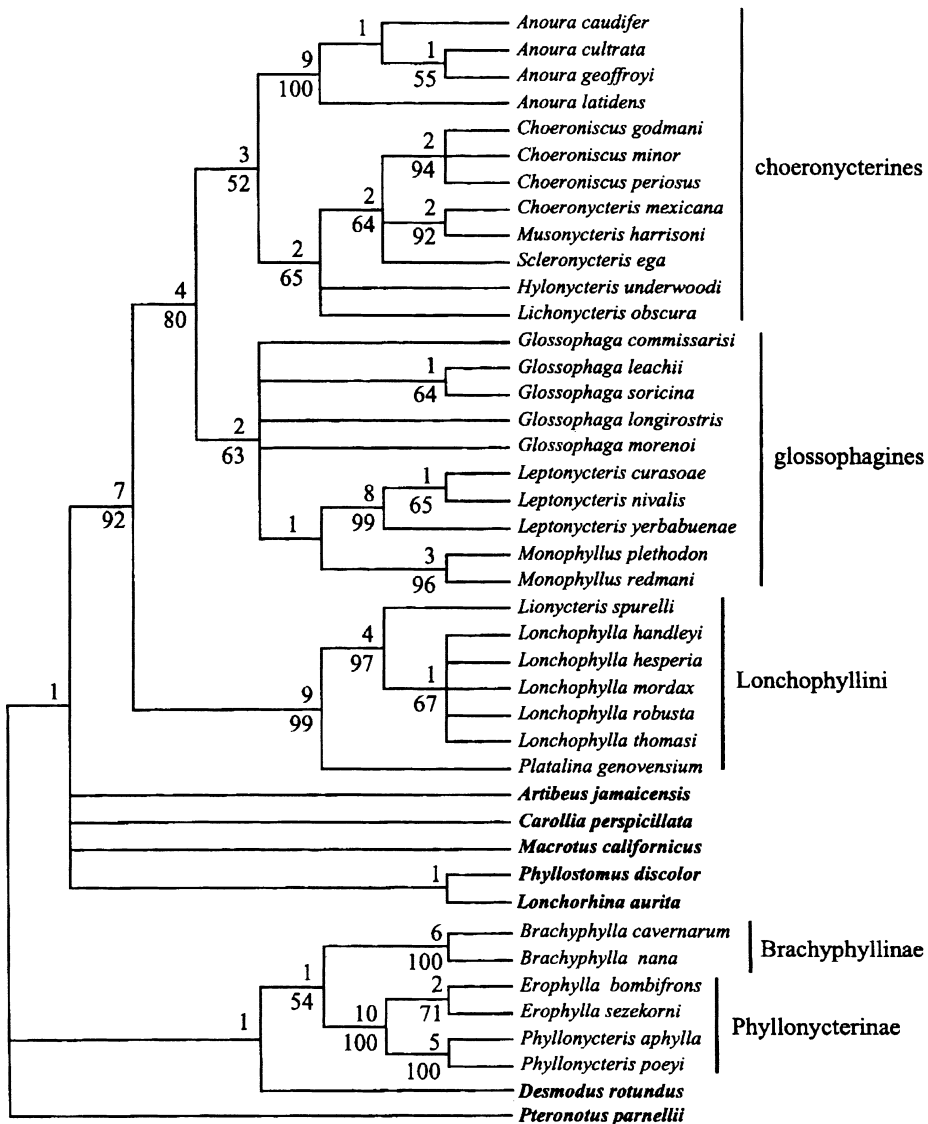 1 Anoura caudifer
1 Anoura cultrata
9 55 Anoura geoffroyi
100 Anoura latidens
Choeroniscus godmani
2 Choeroniscus minor
3 94 Choeroniscus periosus
choeronycterines
52 2 2 Choeronycteris mexicana
64 92 Musonycteris harrisoni
2 Scleronycteris ega
65 Hylonycteris underwoodi
4 Lichonycteris obscura
80 Glossophaga commissarisi
1 Glossophaga leachii
64 Glossophaga soricina
2 Glossophaga longirostris
63 Glossophaga morenoi
glossophagines
1 Leptonycteris curasoae
7 8 65 Leptonycteris nivalis
92 1 99 Leptonycteris yerbabuenae
3 Monophyllus plethodon
96 Monophyllus redmani
Lionycteris spurelli
4 Lonchophylla handleyi
97 Lonchophylla hesperia
1 Lonchophylla mordax
Lonchophyllini
1 9 67 Lonchophylla robusta
99 Lonchophylla thomasi
Platalina genovensium
Artibeus jamaicensis
Carollia perspicillata
Macrotus californicus
1 Phyllostomus discolor
Lonchorhina aurita
6 Brachyphylla cavernarum
100 Brachyphylla nana
Brachyphyllinae
1 2 Erophylla bombifrons
54 10 71 Erophylla sezekorni
1 100 5 Phyllonycteris aphylla
Phyllonycterinae
100 Phyllonycteris poeyi
Desmodus rotundus
Pteronotus parnellii